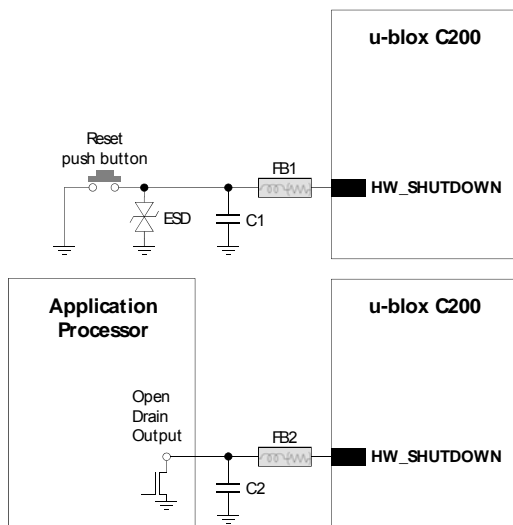 u-blox C200
Reset
push button
FB1
HW_SHUTDOWN
ESD
C1
Application
Processor
u-blox C200
Open
Drain
Output
FB2
HW_SHUTDOWN
C2